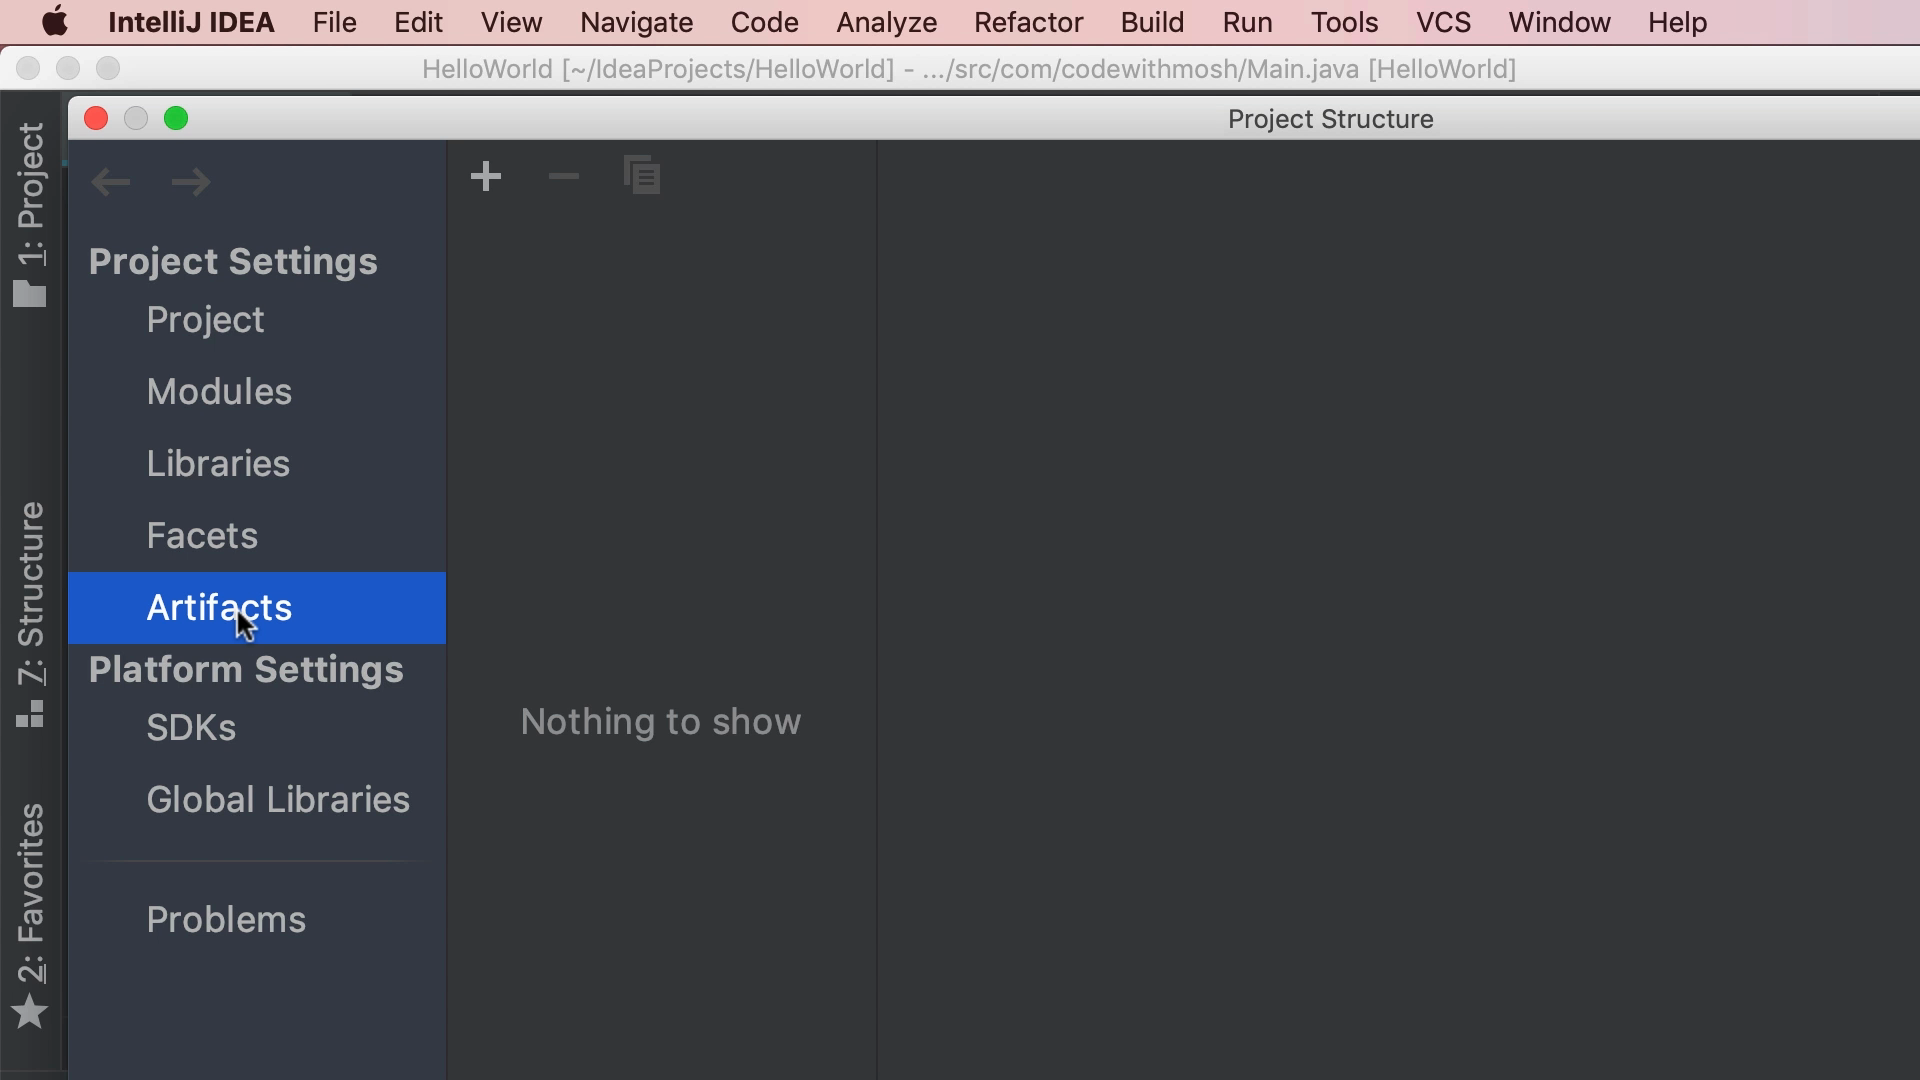 IntelliJ IDEA File Edit View Navigate Code Analyze Refactor Build Run Tools VCS Window Help
HelloWorld [~/IdeaProjects/HelloWorld] - .../src/com/codewithmosh/Main.java [HelloWorld]
Project Structure
1: Project
7: Structure
2: Favorites
Project Settings
Project
Modules
Libraries
Facets
Artifacts
Platform Settings
SDKs
Global Libraries
Problems
Nothing to show